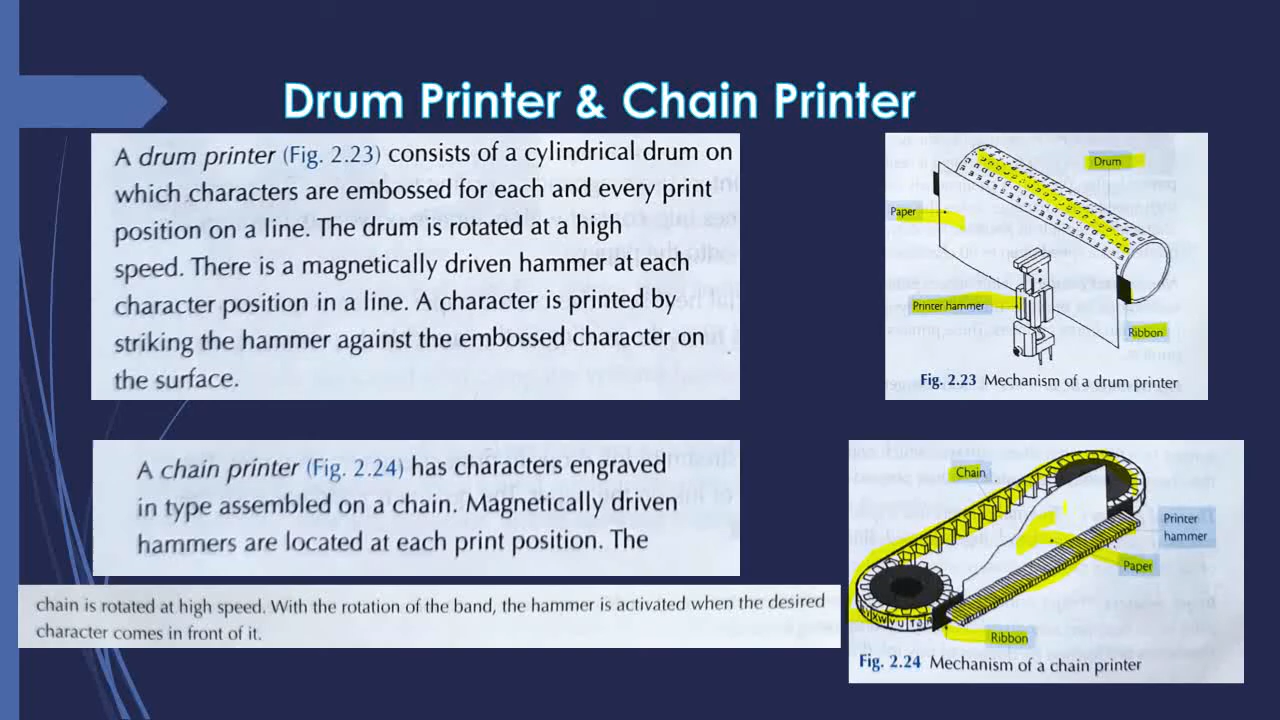 Drum Printer & Chain Printer
A drum printer (Fig. 2.23) consists of a cylindrical drum on
which characters are embossed for each and every print
position on a line. The drum is rotated at a high
speed. There is a magnetically driven hammer at each
character position in a line. A character is printed by
striking the hammer against the embossed character on
the surface.
Drum
Paper
Printer hammer
Ribbon
Fig. 2.23 Mechanism of a drum printer
A chain printer (Fig. 2.24) has characters engraved
in type assembled on a chain. Magnetically driven
hammers are located at each print position. The
chain is rotated at high speed. With the rotation of the band, the hammer is activated when the desired
character comes in front of it.
Chain
Printer
hammer
Paper
Ribbon
Fig. 2.24 Mechanism of a chain printer